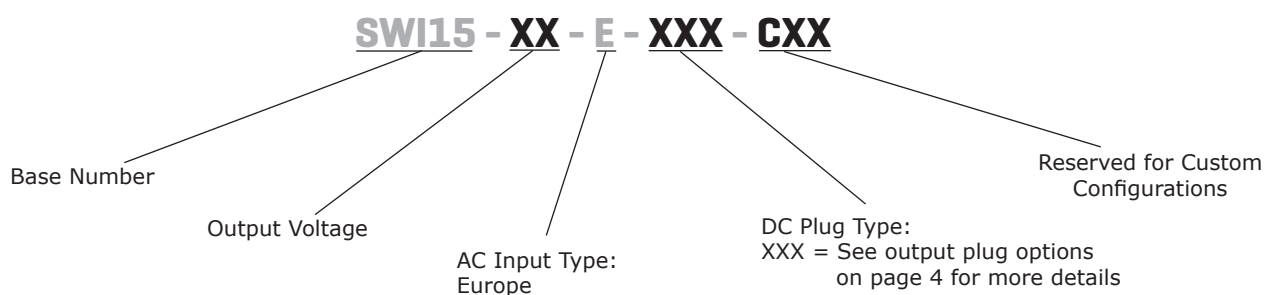 SWI15 - XX - E - XXX - CXX
Base Number
Output Voltage
AC Input Type:
Europe
DC Plug Type:
XXX = See output plug options
on page 4 for more details
Reserved for Custom
Configurations